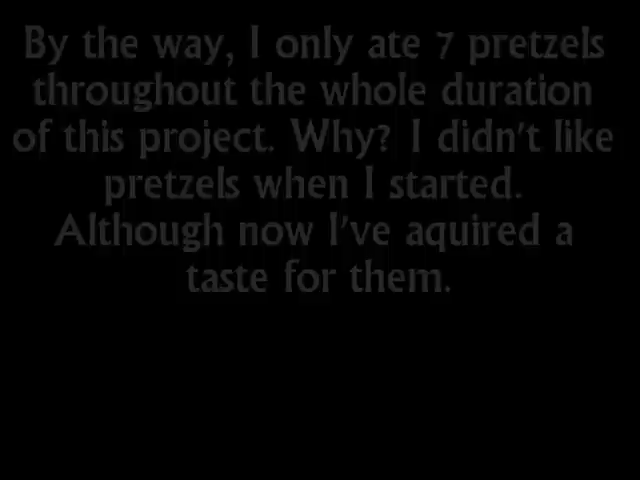 By the way, I only ate 7 pretzels
throughout the whole duration
of this project. Why? I didn't like
pretzels when I started.
Although now I've aquired a
taste for them.